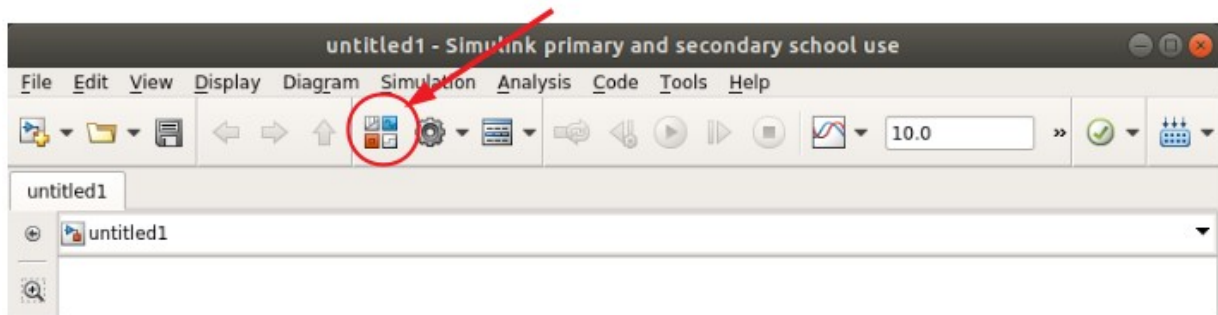 untitled1 - Simulink primary and secondary school use
File Edit View Display Diagram Simulation Analysis Code Tools Help
10.0 »
untitled1
untitled1